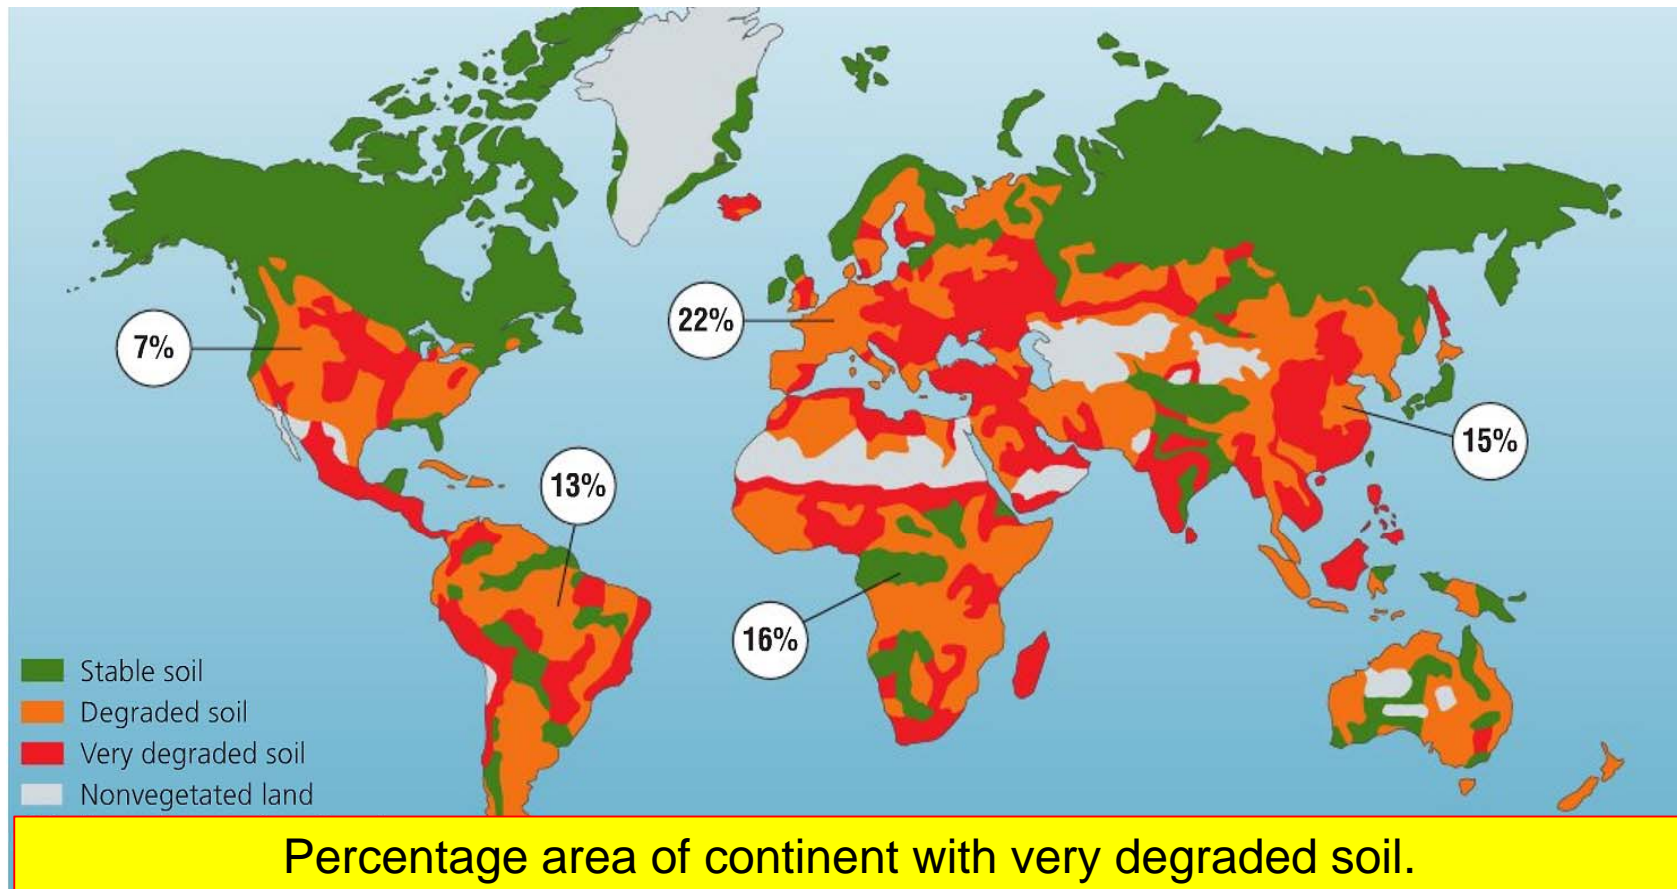 7%
22%
13%
15%
16%
Stable soil
Degraded soil
Very degraded soil
Nonvegetated land
Percentage area of continent with very degraded soil.